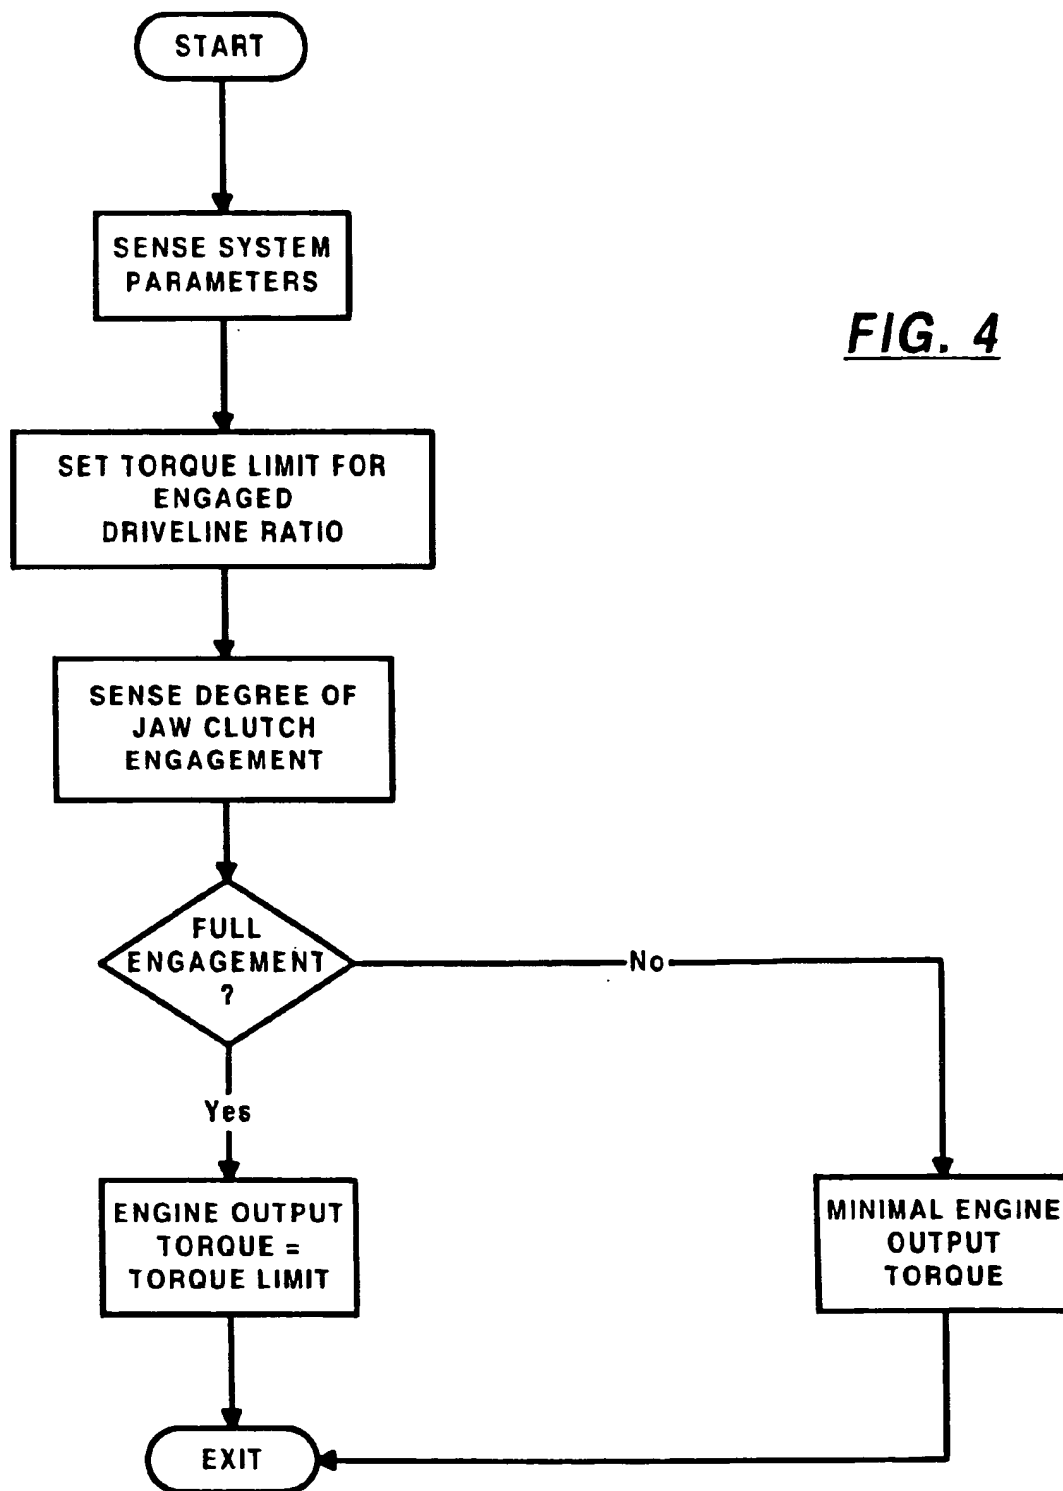 START
SENSE SYSTEM
PARAMETERS
FIG. 4
SET TORQUE LIMIT FOR
ENGAGED
DRIVELINE RATIO
SENSE DEGREE OF
JAW CLUTCH
ENGAGEMENT
FULL
ENGAGEMENT
?
No
Yes
ENGINE OUTPUT
TORQUE =
TORQUE LIMIT
MINIMAL ENGINE
OUTPUT
TORQUE
EXIT